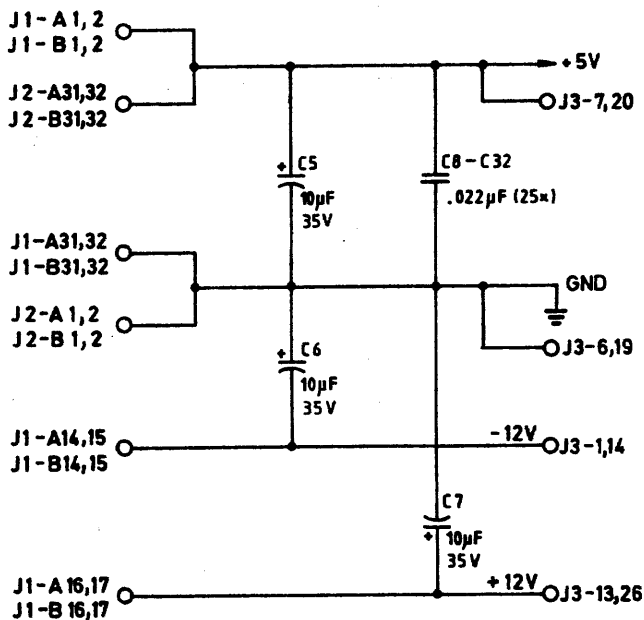 J1-A1,2
J1-B1,2
+5V
J2-A31,32
J2-B31,32
J3-7,20
+ C5
10µF
35V
C8-C32
.022µF (25x)
J1-A31,32
J1-B31,32
GND
J2-A1,2
J2-B1,2
J3-6,19
+ C6
10µF
35V
J1-A14,15
J1-B14,15
-12V
J3-1,14
C7
+ 10µF
35V
J1-A16,17
J1-B16,17
+12V
J3-13,26